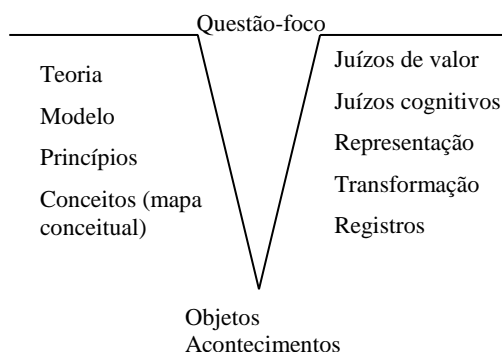 Questão-foco
Teoria
Modelo
Princípios
Conceitos (mapa
conceitual)
Juízos de valor
Juízos cognitivos
Representação
Transformação
Registros
Objetos
Acontecimentos